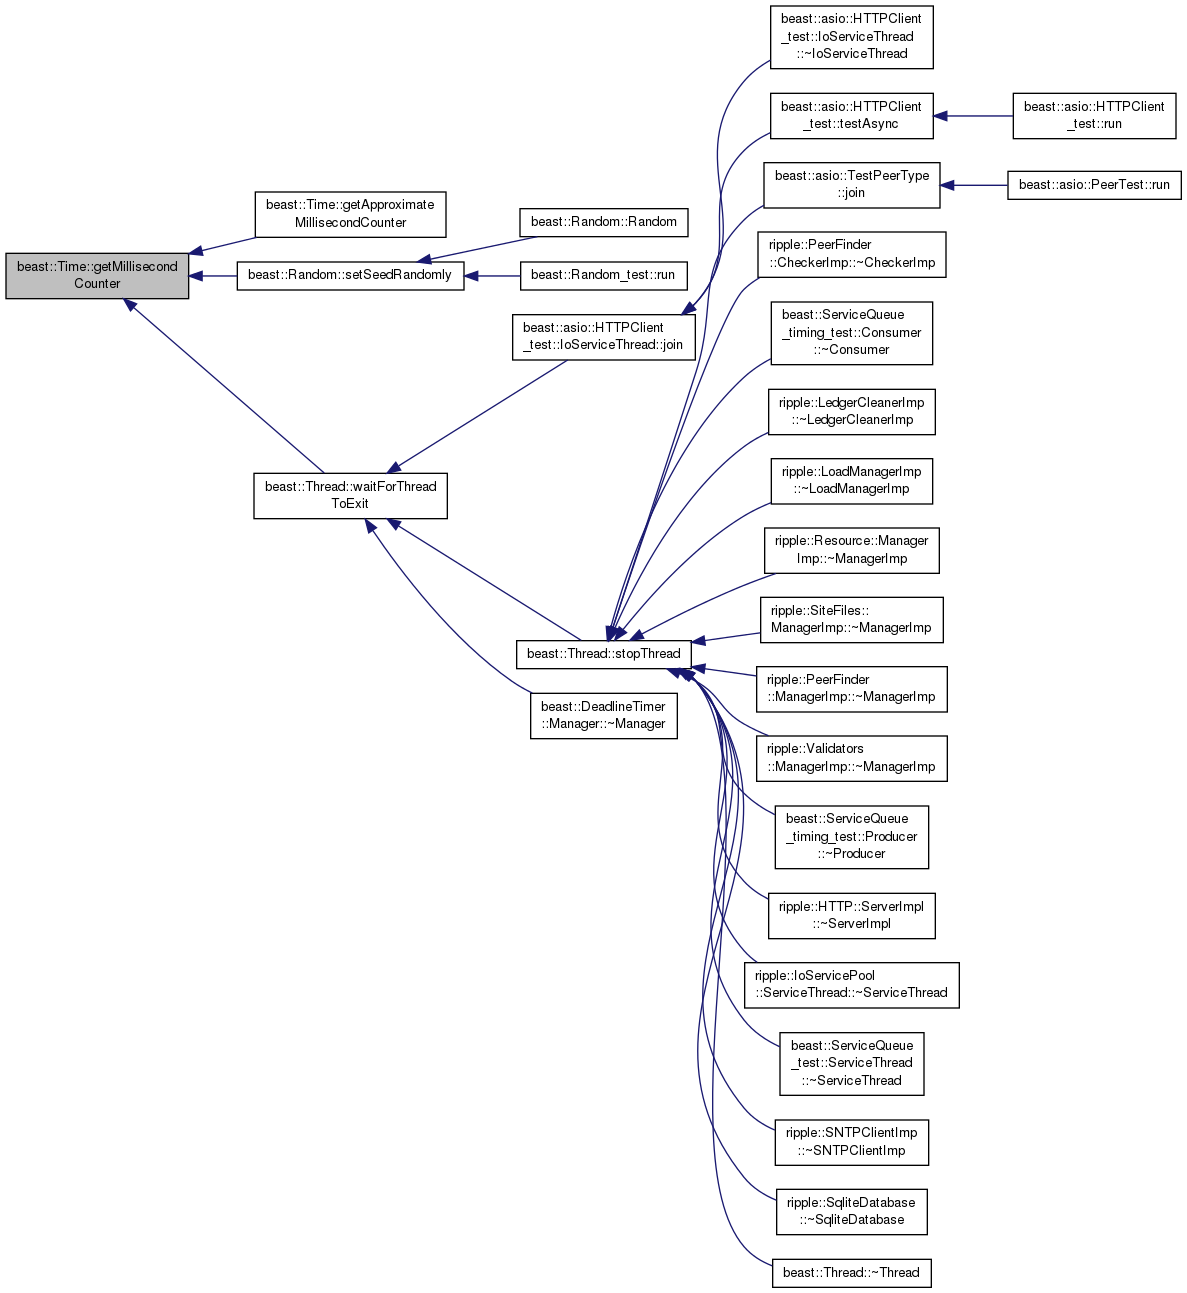 beast::Time::getMillisecond
Counter
beast::Time::getApproximate
MillisecondCounter
beast::Random::setSeedRandomly
beast::Thread::waitForThread
ToExit
beast::Random::Random
beast::Random_test::run
beast::asio::HTTPClient
_test::IoServiceThread::join
beast::Thread::stopThread
beast::DeadlineTimer
::Manager::~Manager
beast::asio::HTTPClient
_test::IoServiceThread
::~IoServiceThread
beast::asio::HTTPClient
_test::testAsync
beast::asio::TestPeerType
::join
ripple::PeerFinder
::CheckerImp::~CheckerImp
beast::ServiceQueue
_timing_test::Consumer
::~Consumer
ripple::LedgerCleanerImp
::~LedgerCleanerImp
ripple::LoadManagerImp
::~LoadManagerImp
ripple::Resource::Manager
Imp::~ManagerImp
ripple::SiteFiles::
ManagerImp::~ManagerImp
ripple::PeerFinder
::ManagerImp::~ManagerImp
ripple::Validators
::ManagerImp::~ManagerImp
beast::ServiceQueue
_timing_test::Producer
::~Producer
ripple::HTTP::ServerImpl
::~ServerImpl
ripple::IoServicePool
::ServiceThread::~ServiceThread
beast::ServiceQueue
_test::ServiceThread
::~ServiceThread
ripple::SNTPClientImp
::~SNTPClientImp
ripple::SqliteDatabase
::~SqliteDatabase
beast::Thread::~Thread
beast::asio::HTTPClient
_test::run
beast::asio::PeerTest::run